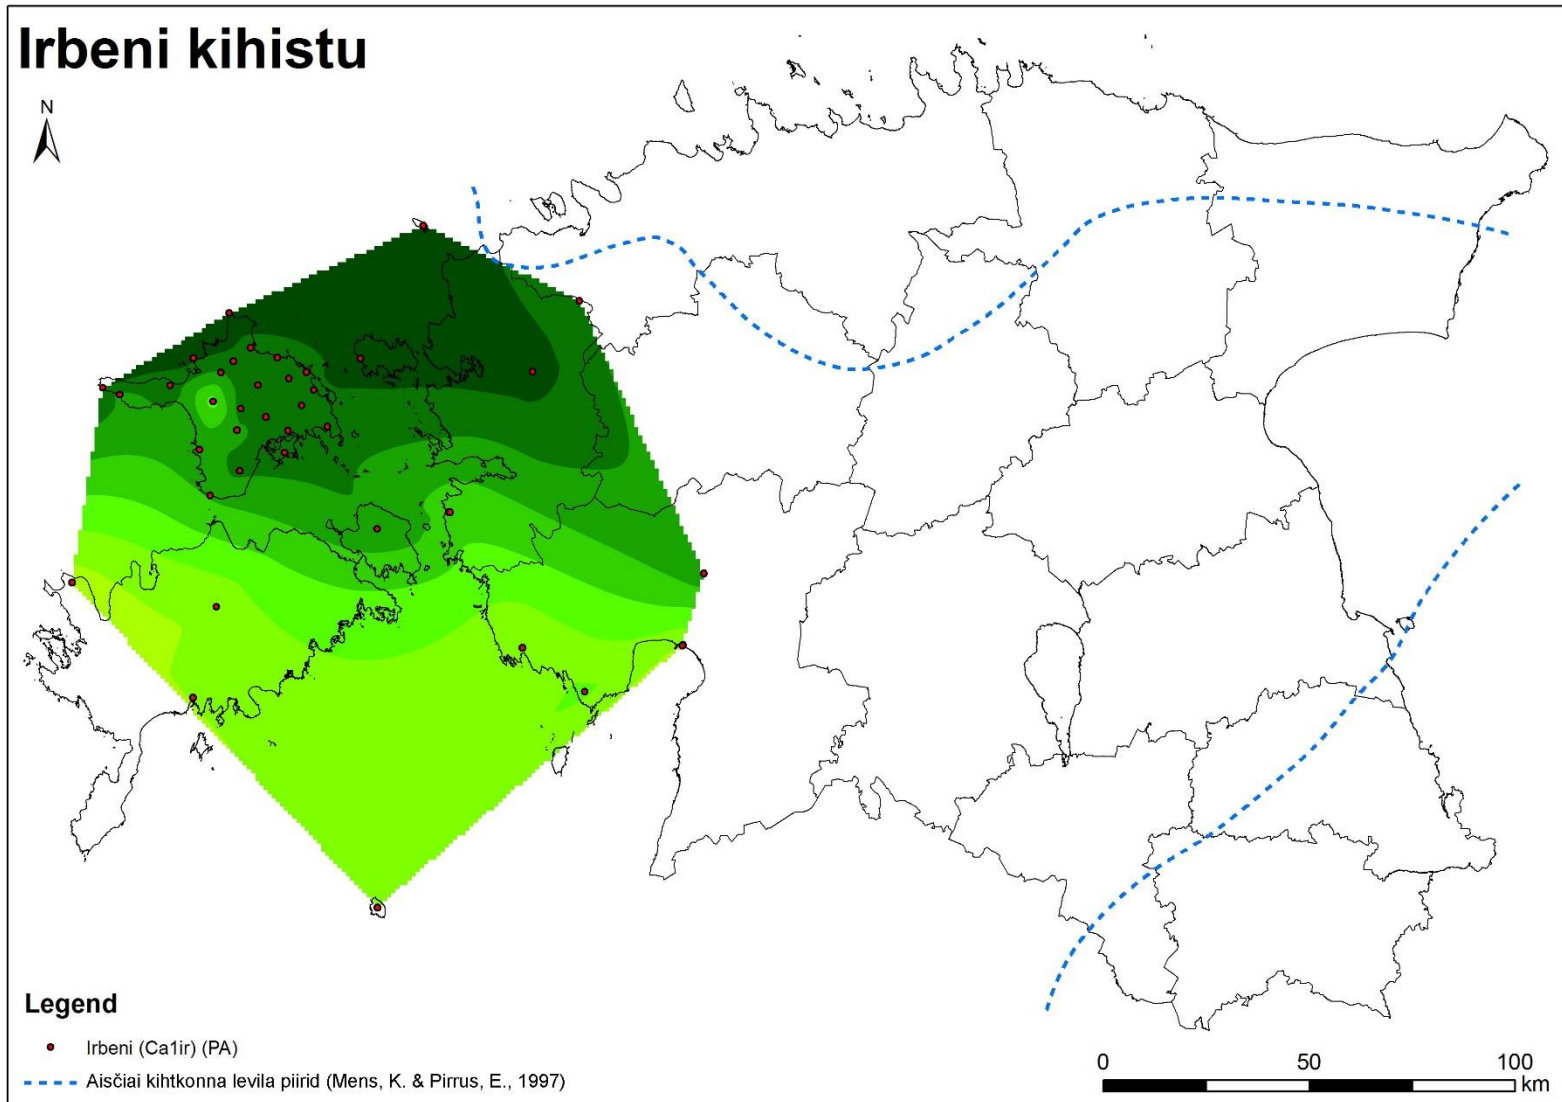 Irbeni kihistu
N
Legend
Irbeni (Ca1ir) (PA)
Aisčiai kihtkonna levila piirid (Mens, K. & Pirrus, E., 1997)
0 50 100
km